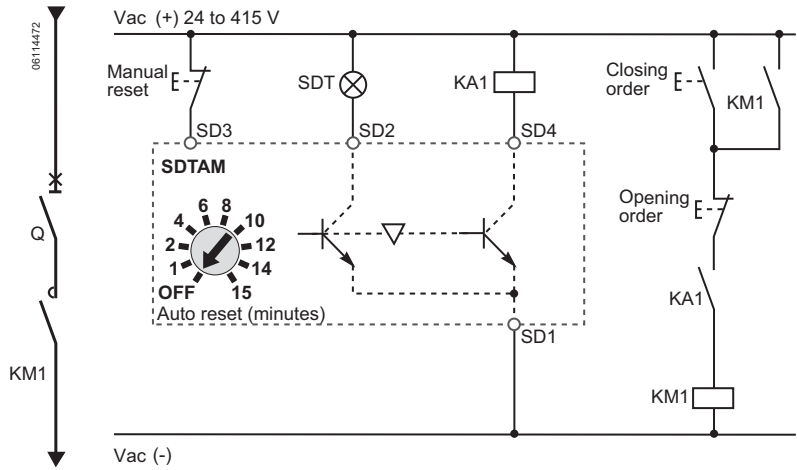 06114472
Vac (+) 24 to 415 V
Manual
reset
SDT
KA1
Closing
order
KM1
SD3
SD2
SD4
SDTAM
6 8
4 10
2 12
1 14
OFF 15
Auto reset (minutes)
Opening
order
Q
KA1
SD1
KM1
KM1
Vac (-)